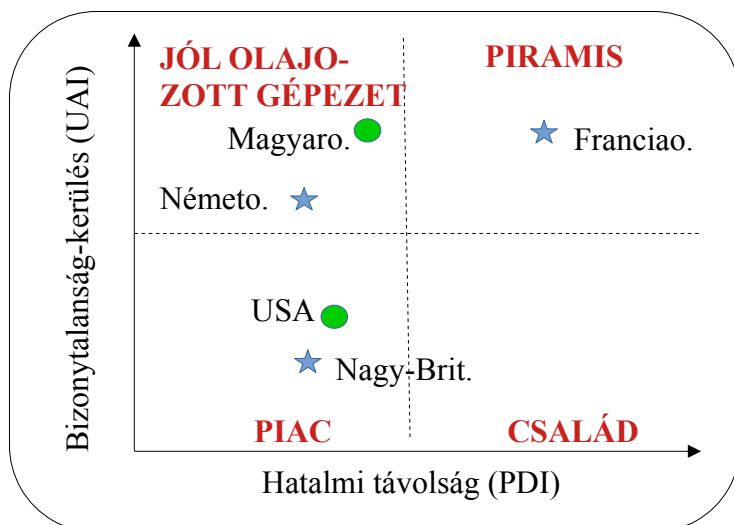 JÓL OLAJO-
ZOTT GÉPEZET
PIRAMIS
Magyaro.
Franciao.
Németo.
USA
Nagy-Brit.
PIAC
CSALÁD
Bizonytalanság-kerülés (UAI)
Hatalmi távolság (PDI)